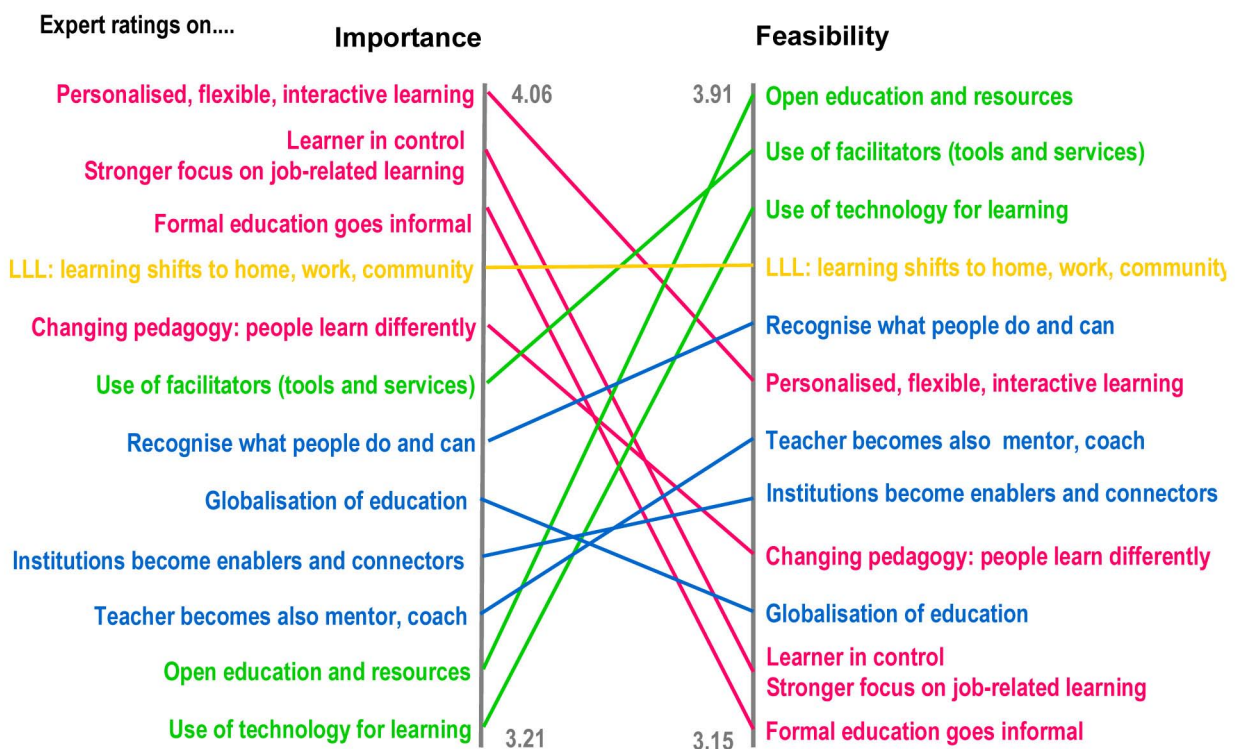 Expert ratings on....
Importance
Feasibility
Personalised, flexible, interactive learning
Learner in control
Stronger focus on job-related learning
Formal education goes informal
LLL: learning shifts to home, work, community
Changing pedagogy: people learn differently
Use of facilitators (tools and services)
Recognise what people do and can
Globalisation of education
Institutions become enablers and connectors
Teacher becomes also mentor, coach
Open education and resources
Use of technology for learning
4.06
3.21
3.91
3.15
Open education and resources
Use of facilitators (tools and services)
Use of technology for learning
LLL: learning shifts to home, work, community
Recognise what people do and can
Personalised, flexible, interactive learning
Teacher becomes also mentor, coach
Institutions become enablers and connectors
Changing pedagogy: people learn differently
Globalisation of education
Learner in control
Stronger focus on job-related learning
Formal education goes informal